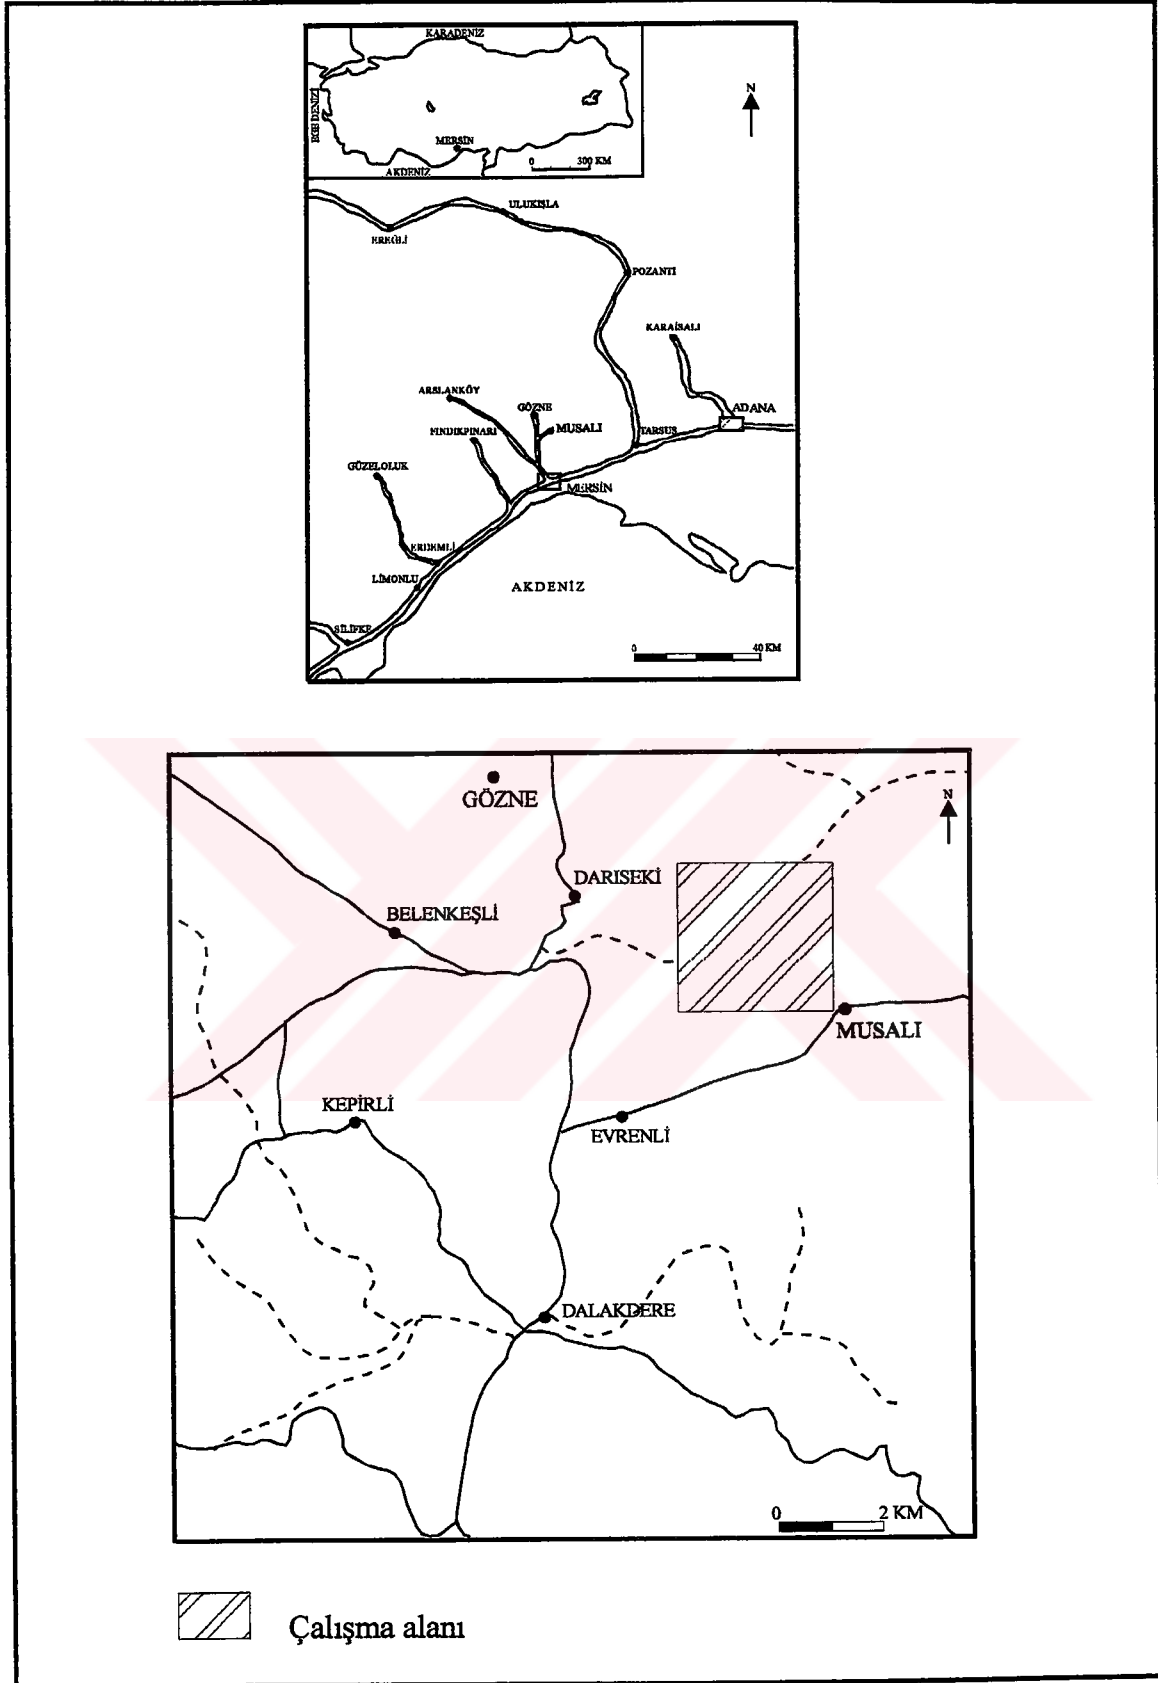 KARADENİZ
EGE DENİZİ
MERSİN
AKDENİZ
0 300 KM
N
ULUKIŞLA
EREĞLİ
POZANTI
KARAİSALI
ARSLANKÖY
GÖZNE
ADANA
FINDIKPINARI
MUSALI
TARSUS
GÜZELOLUK
MERSİN
ERDEMLİ
LİMONLU
AKDENİZ
SİLİFKE
0 40 KM
GÖZNE
N
DARISEKİ
BELENKEŞLİ
MUSALI
KEPİRLİ
EVRENLİ
DALAKDERE
0 2 KM
Çalışma alanı